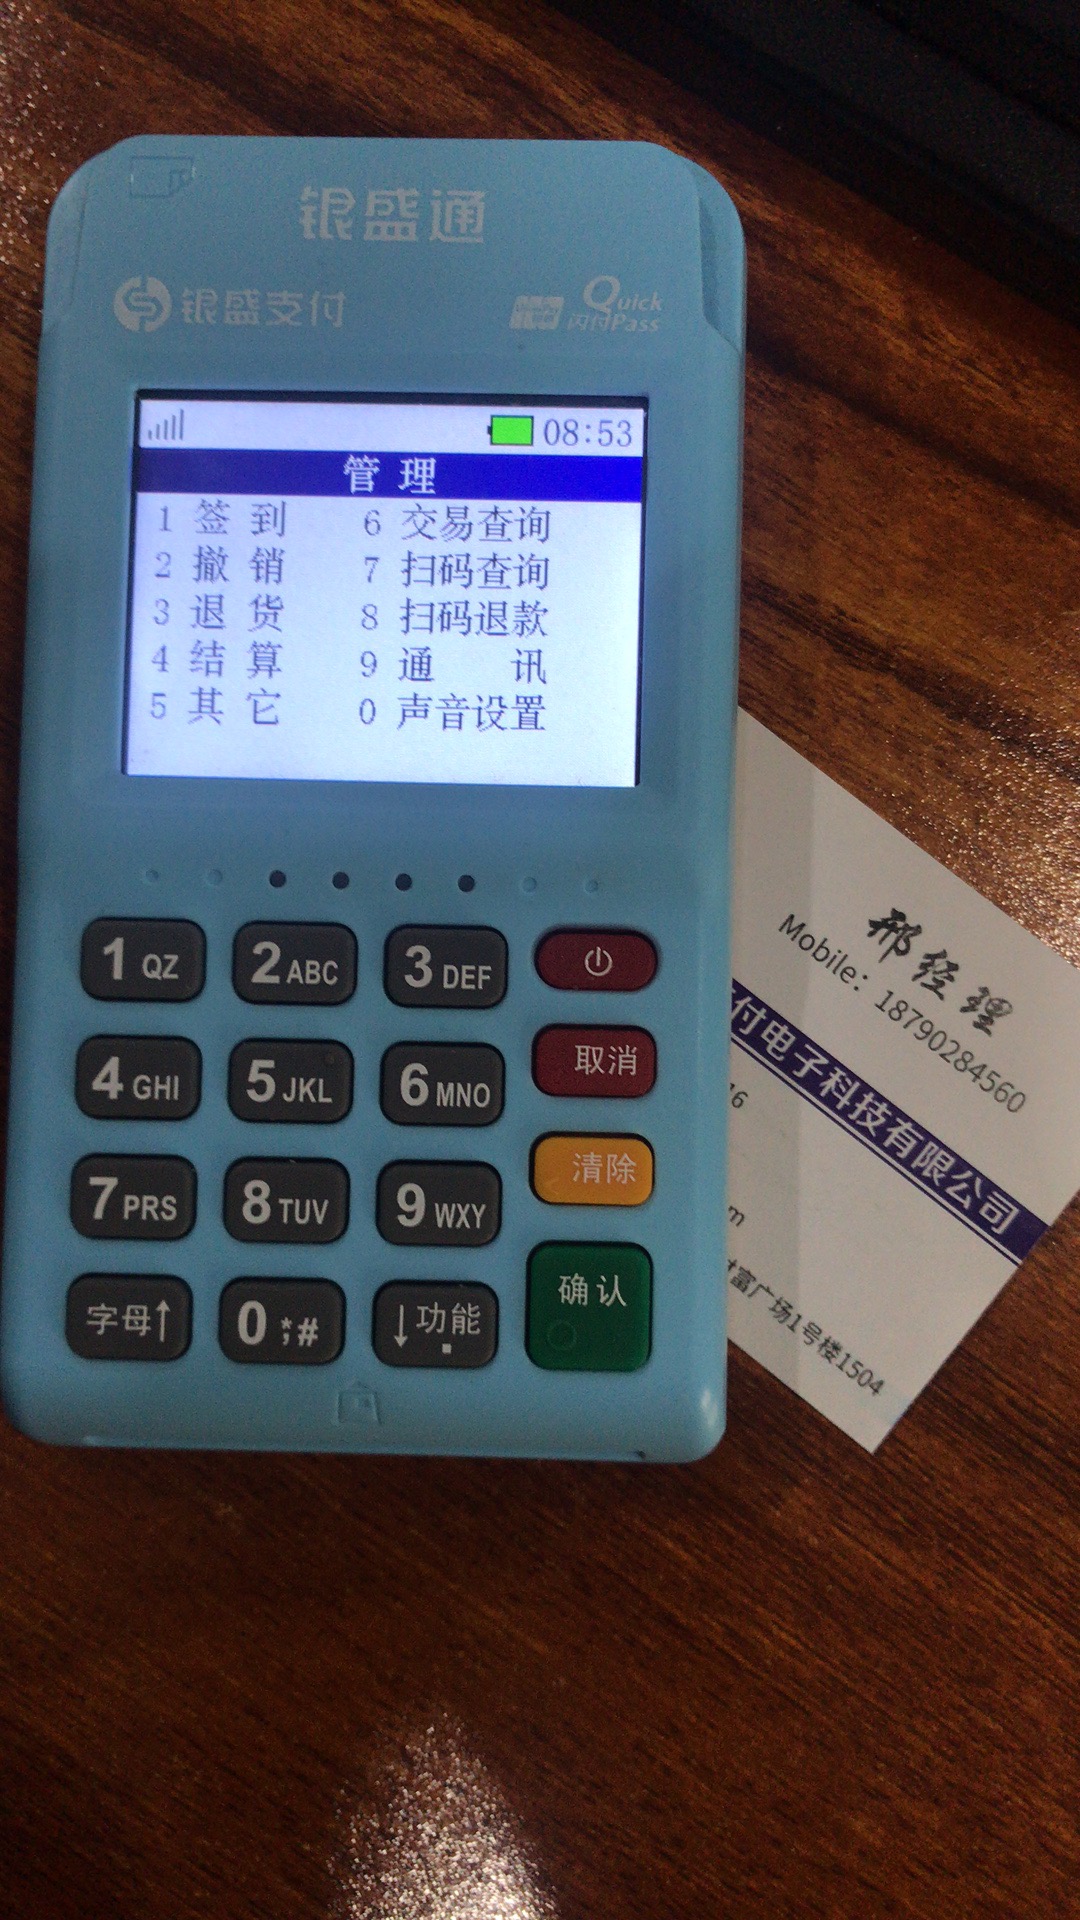 银盛通
银盛支付
Quick
闪付Pass
08:53
管 理
1 签 到 6 交易查询
2 撤 销 7 扫码查询
3 退 货 8 扫码退款
4 结 算 9 通 讯
5 其 它 0 声音设置
1 QZ 2 ABC 3 DEF
4 GHI 5 JKL 6 MNO 取消
7 PRS 8 TUV 9 WXY 清除
字母↑ 0 *;# ↓功能. 确认
邢经理
Mobile: 18790284560
付电子科技有限公司
16
m
富广场1号楼1504